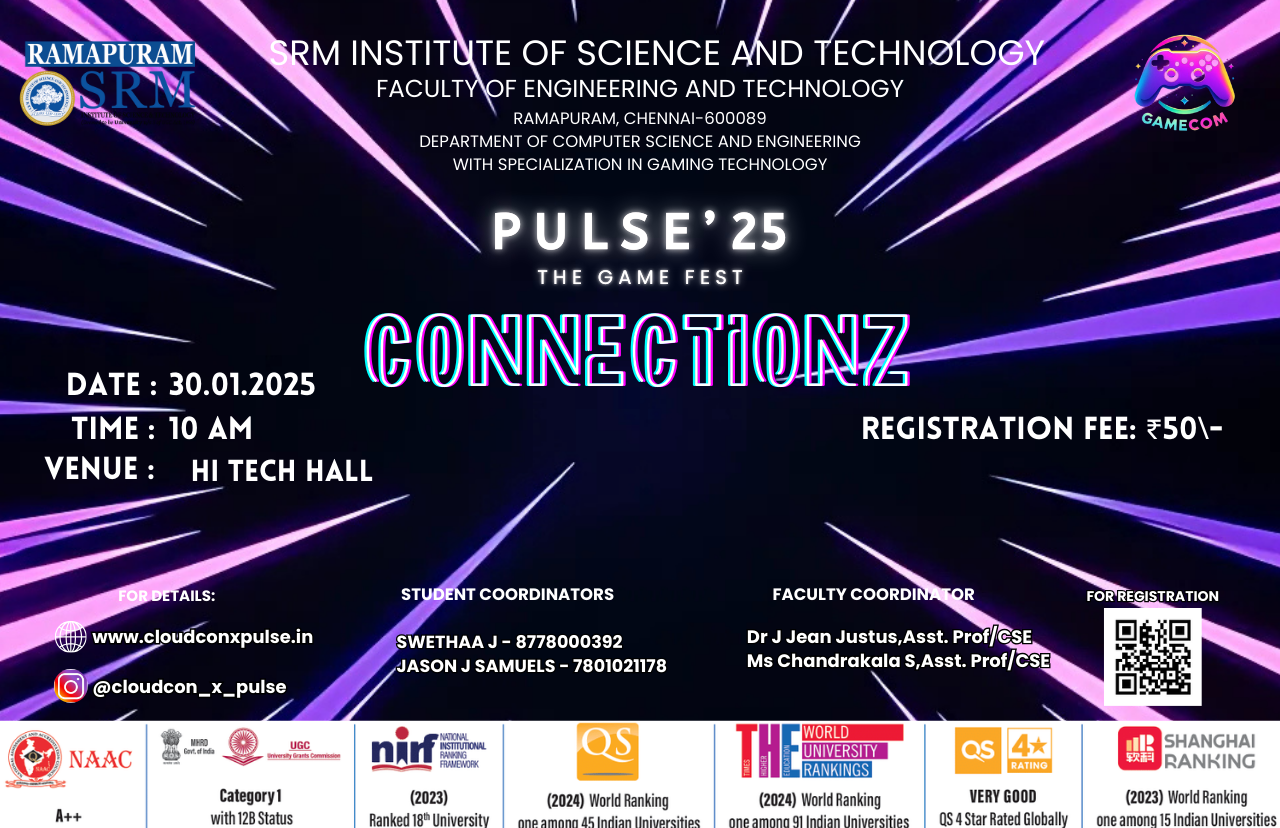 RAMAPURAM
SRM
SRM INSTITUTE OF SCIENCE AND TECHNOLOGY
FACULTY OF ENGINEERING AND TECHNOLOGY
RAMAPURAM, CHENNAI-600089
DEPARTMENT OF COMPUTER SCIENCE AND ENGINEERING
WITH SPECIALIZATION IN GAMING TECHNOLOGY
GAMECOM
PULSE’25
THE GAME FEST
CONNECTIONZ
DATE : 30.01.2025
TIME : 10 AM
VENUE : HI TECH HALL
REGISTRATION FEE: ₹50\-
FOR DETAILS:
www.cloudconxpulse.in
@cloudcon_x_pulse
STUDENT COORDINATORS
SWETHAA J - 8778000392
JASON J SAMUELS - 7801021178
FACULTY COORDINATOR
Dr J Jean Justus,Asst. Prof/CSE
Ms Chandrakala S,Asst. Prof/CSE
FOR REGISTRATION
NAAC
A++
MHRD
Govt. of India
UGC
University Grants Commission
Category 1
with 12B Status
nirf NATIONAL
INSTITUTIONAL
RANKING
FRAMEWORK
(2023)
Ranked 18th University
QS
(2024) World Ranking
one among 45 Indian Universities
TIMES HIGHER EDUCATION
WORLD
UNIVERSITY
RANKINGS
(2024) World Ranking
one among 91 Indian Universities
QS 4★
RATING
VERY GOOD
QS 4 Star Rated Globally
软科
SHANGHAI
RANKING
(2023) World Ranking
one among 15 Indian Universities